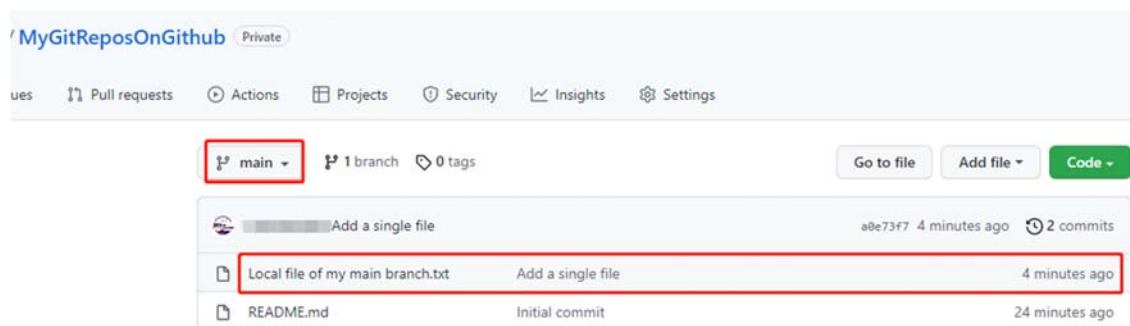 / MyGitReposOnGithub Private
ues Pull requests Actions Projects Security Insights Settings
main 1 branch 0 tags Go to file Add file Code
Add a single file a0e73f7 4 minutes ago 2 commits
Local file of my main branch.txt Add a single file 4 minutes ago
README.md Initial commit 24 minutes ago